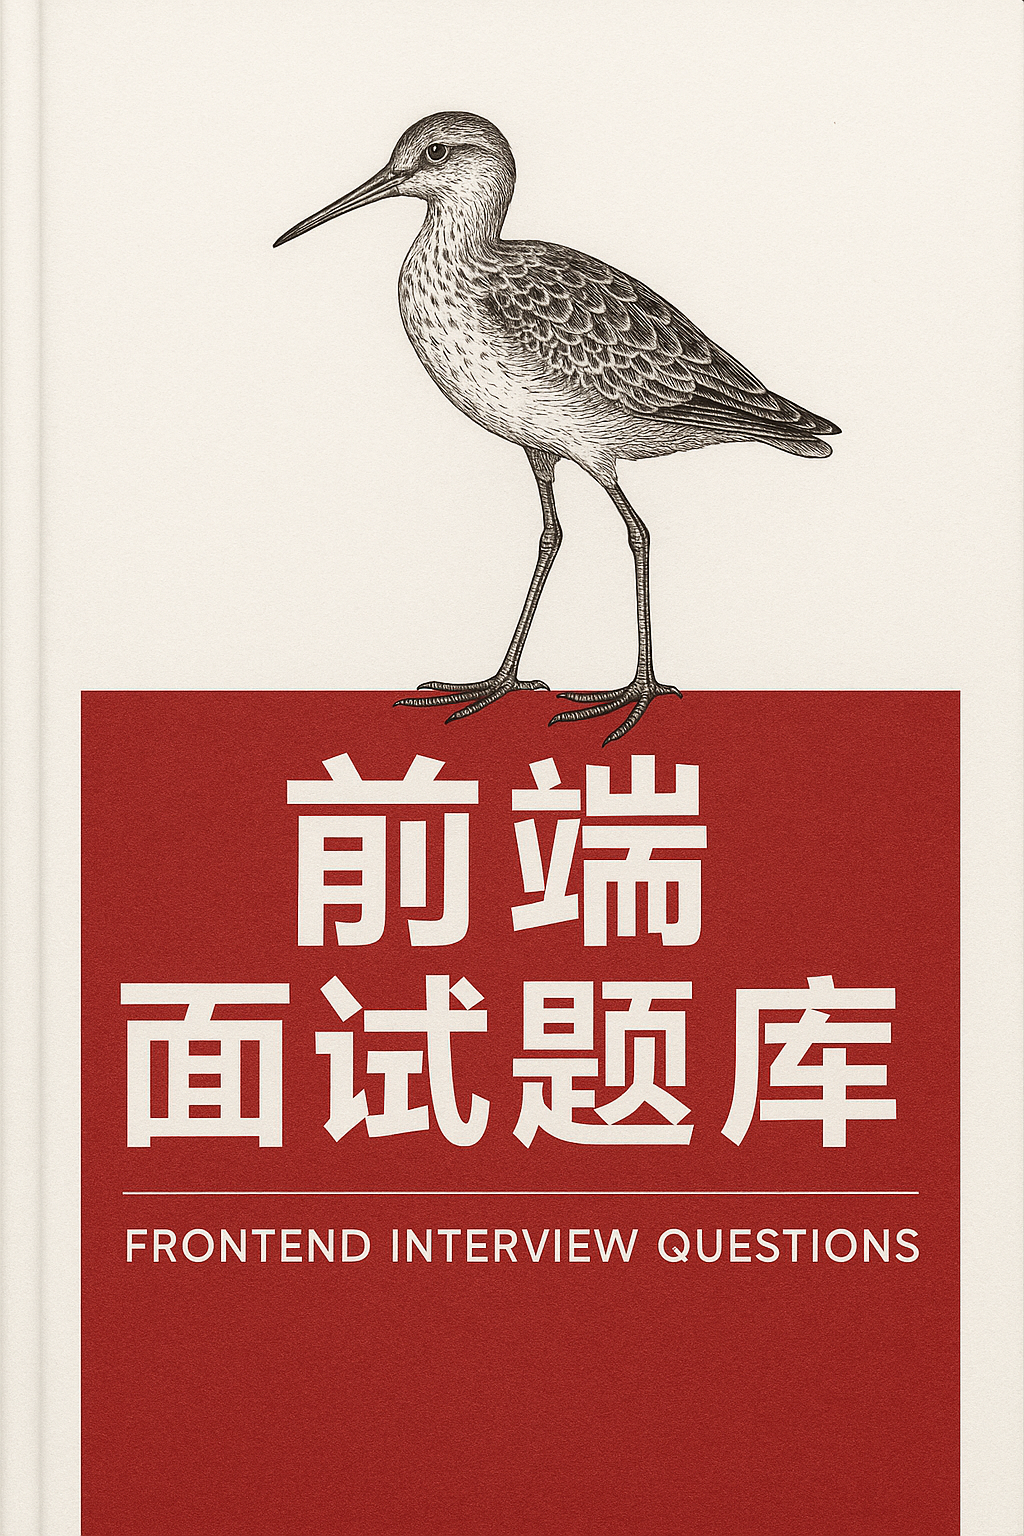 前端
面试题库
FRONTEND INTERVIEW QUESTIONS